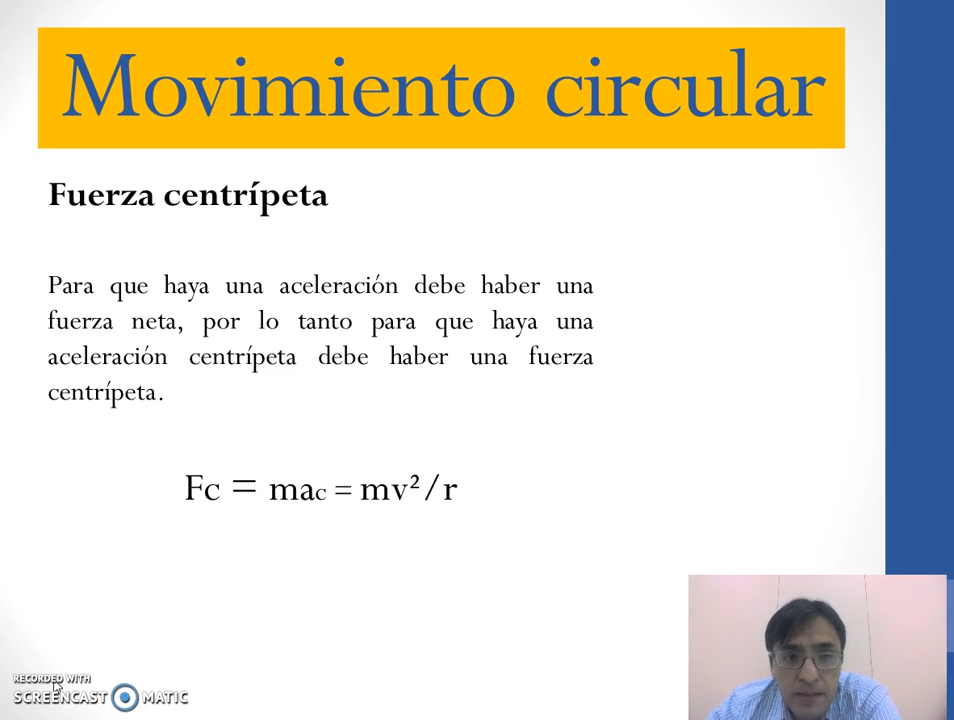 Movimiento circular
Fuerza centrípeta
Para que haya una aceleración debe haber una
fuerza neta, por lo tanto para que haya una
aceleración centrípeta debe haber una fuerza
centrípeta.
Fc = mac = mv²/r
RECORDED WITH
SCREENCAST MATIC